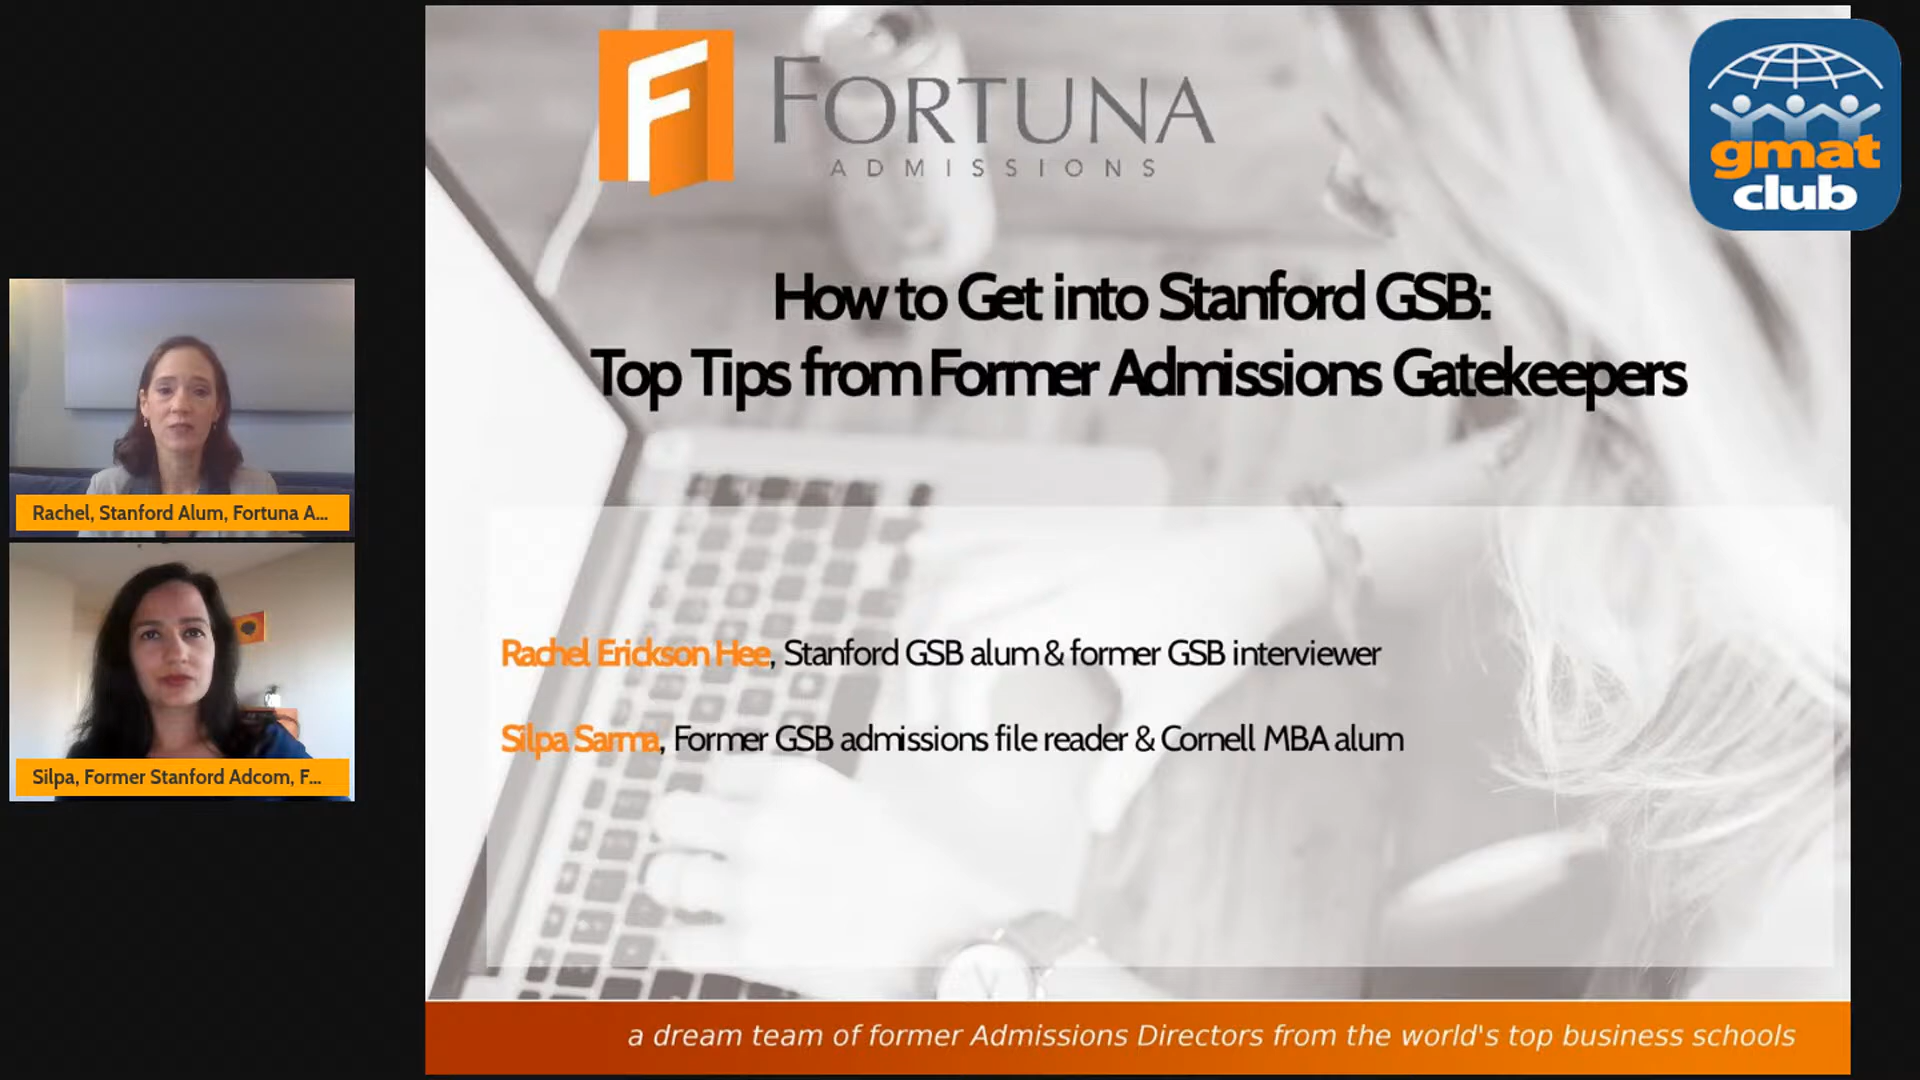 FORTUNA
ADMISSIONS
gmat
club
How to Get into Stanford GSB:
Top Tips from Former Admissions Gatekeepers
Rachel, Stanford Alum, Fortuna A...
Silpa, Former Stanford Adcom, F...
Rachel Erickson Hee, Stanford GSB alum & former GSB interviewer
Silpa Sarma, Former GSB admissions file reader & Cornell MBA alum
a dream team of former Admissions Directors from the world's top business schools